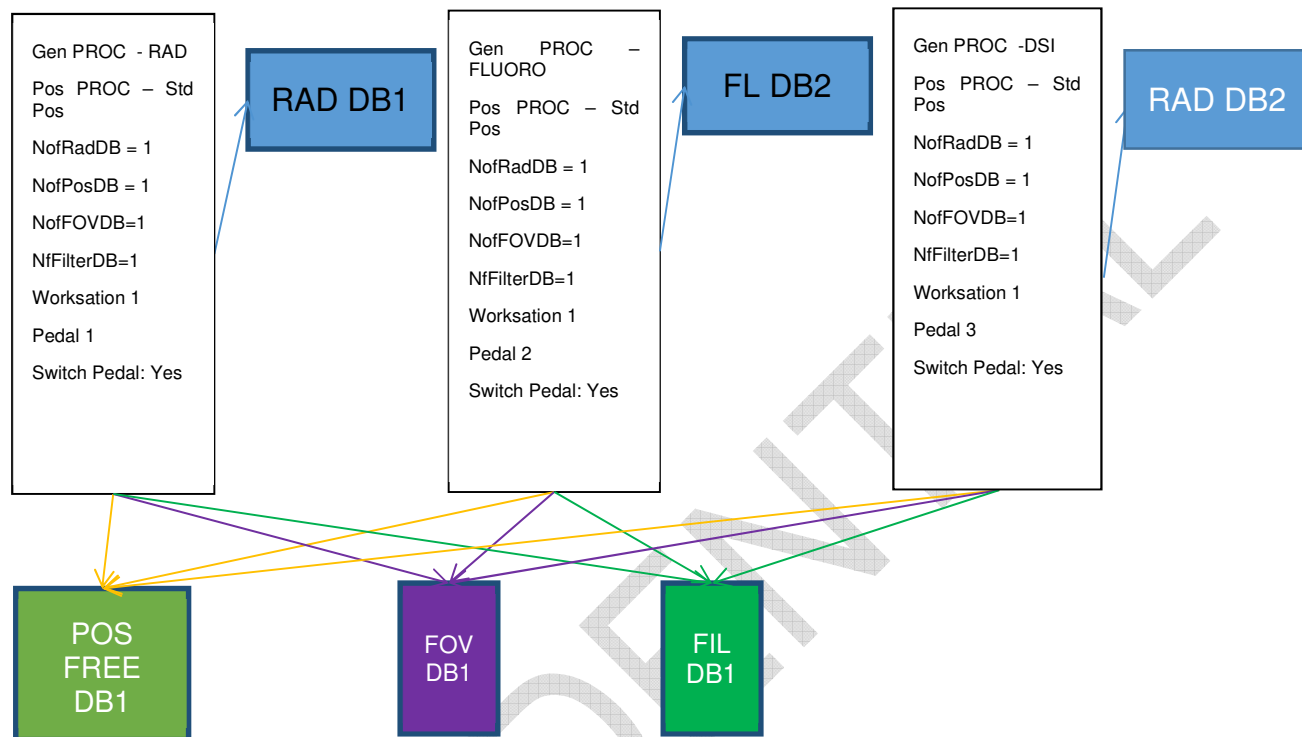 Gen PROC - RAD
Pos PROC – Std
Pos
NofRadDB = 1
NofPosDB = 1
NofFOVDB=1
NfFilterDB=1
Worksation 1
Pedal 1
Switch Pedal: Yes
RAD DB1
Gen PROC –
FLUORO
Pos PROC – Std
Pos
NofRadDB = 1
NofPosDB = 1
NofFOVDB=1
NfFilterDB=1
Worksation 1
Pedal 2
Switch Pedal: Yes
FL DB2
Gen PROC -DSI
Pos PROC – Std
Pos
NofRadDB = 1
NofPosDB = 1
NofFOVDB=1
NfFilterDB=1
Worksation 1
Pedal 3
Switch Pedal: Yes
RAD DB2
POS
FREE
DB1
FOV
DB1
FIL
DB1